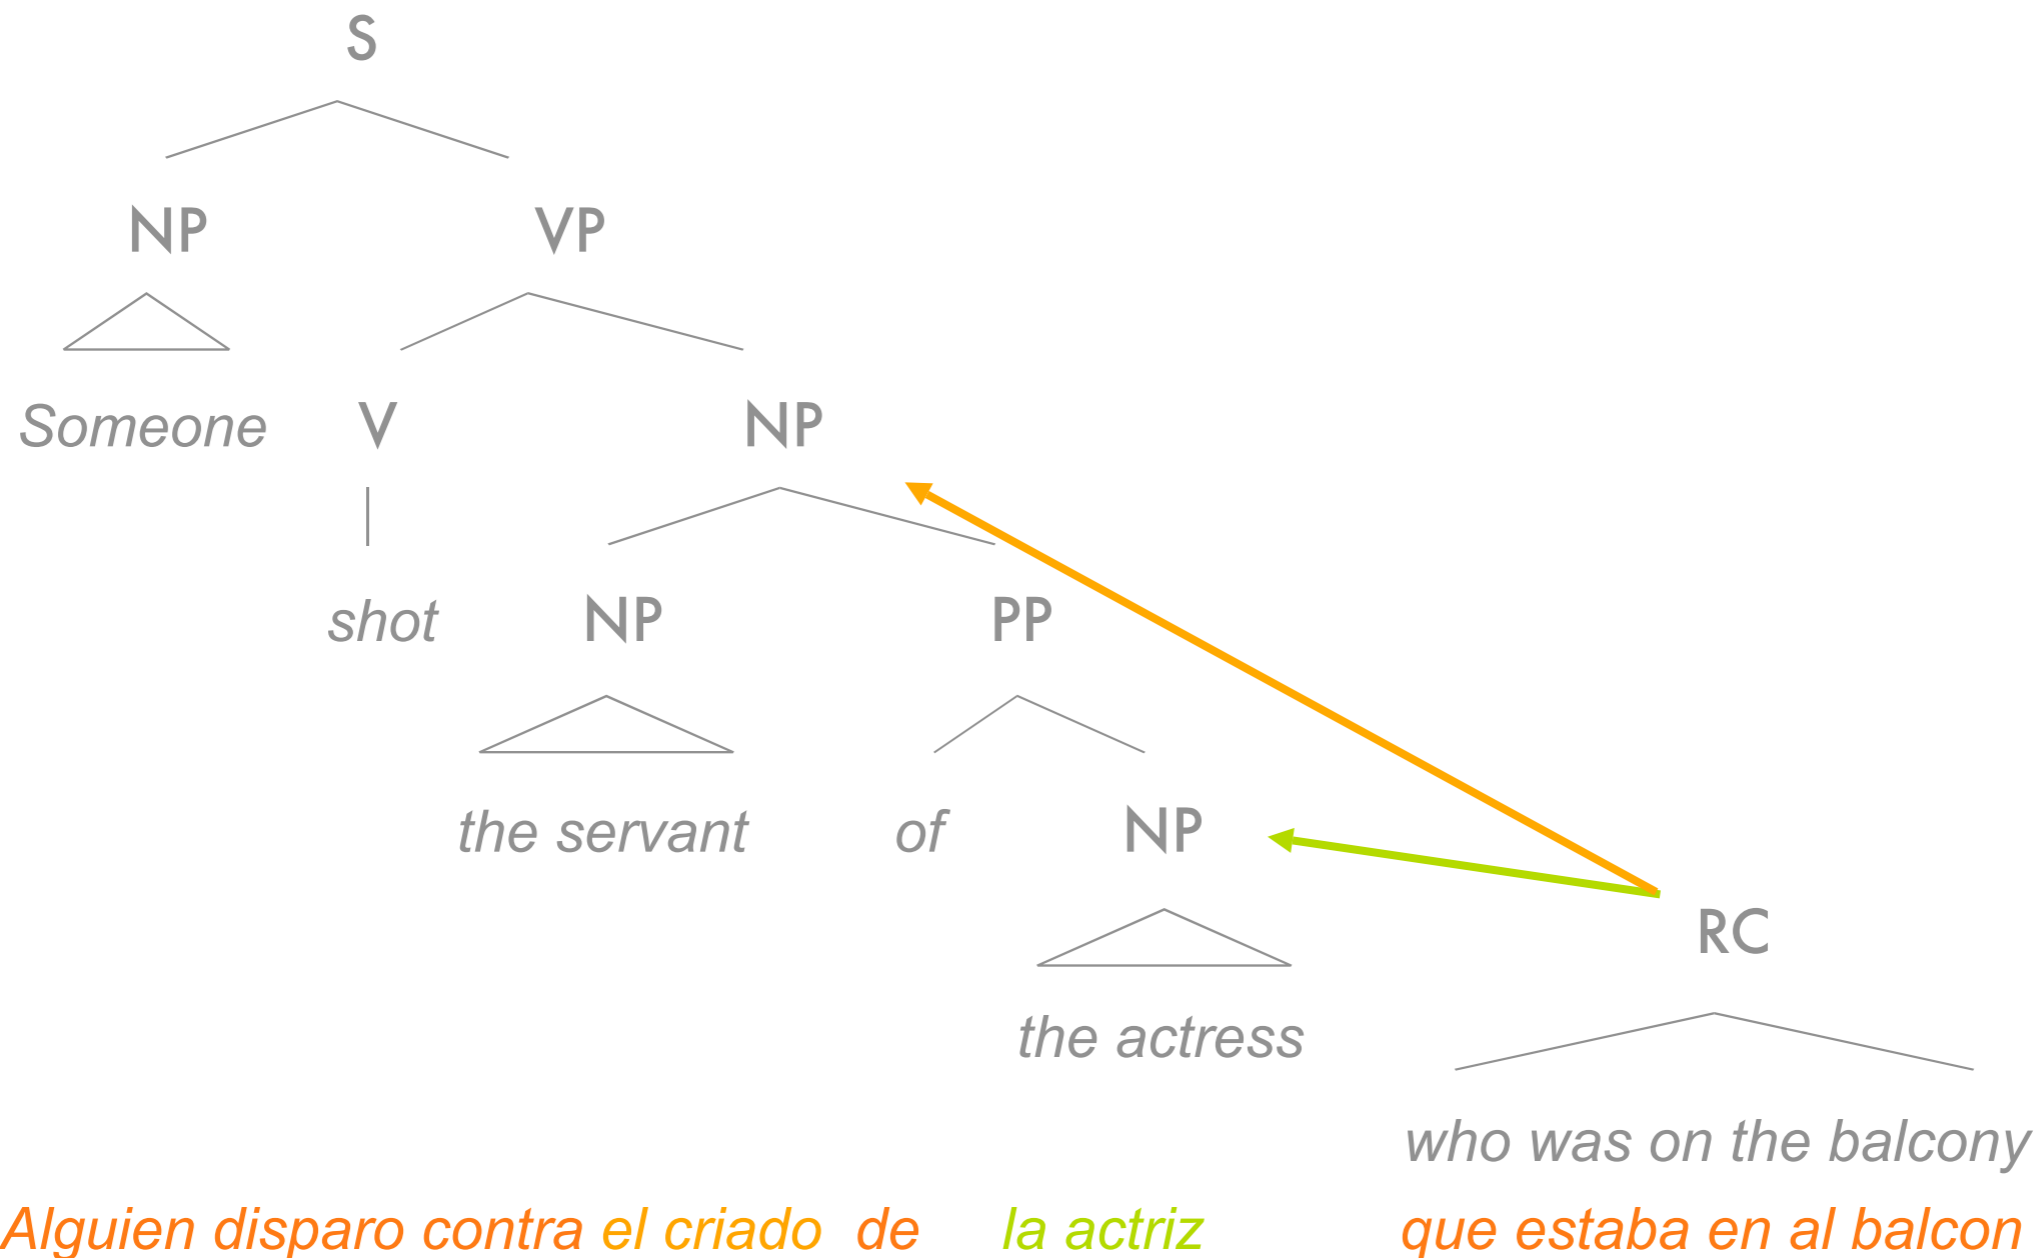 S
NP VP
Someone V NP
shot NP PP
the servant of NP
RC
the actress
who was on the balcony
Alguien disparo contra el criado de la actriz que estaba en al balcon